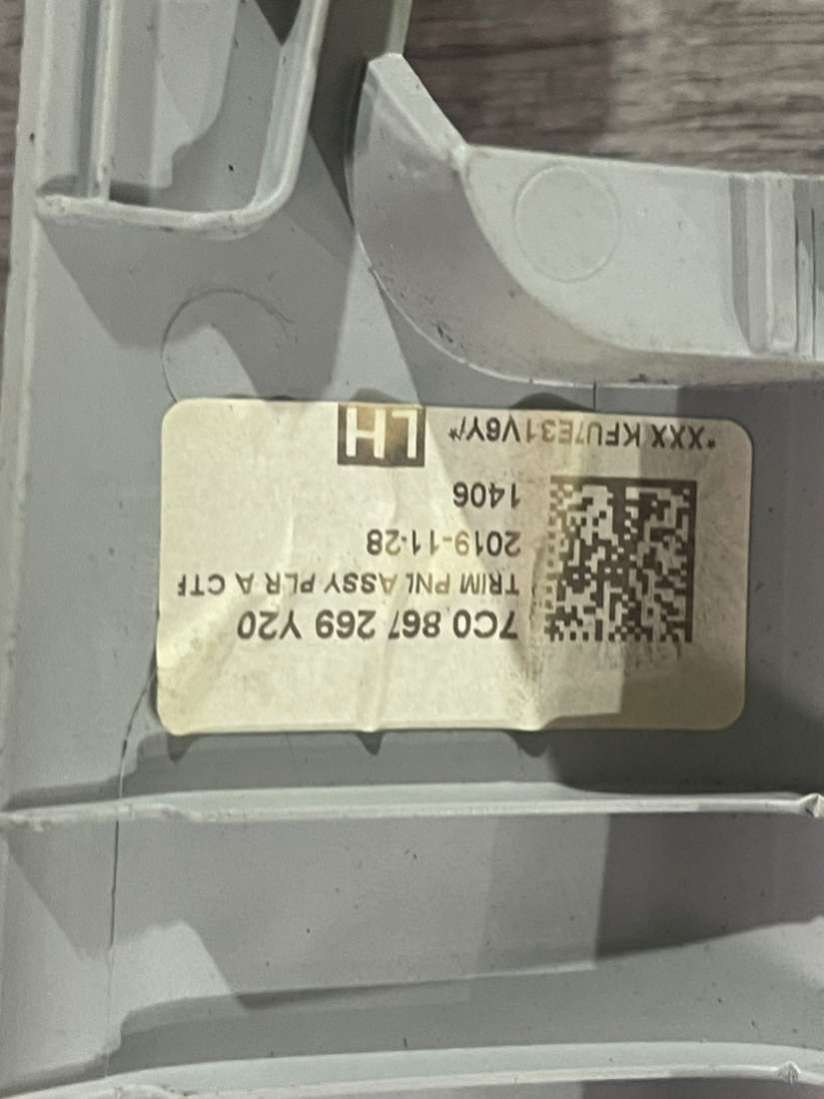 7C0 867 269 Y20
TRIM PNL ASSY PLR A CTF
2019-11-28
1406
*XXX KFU7E31V6Y/*
LH